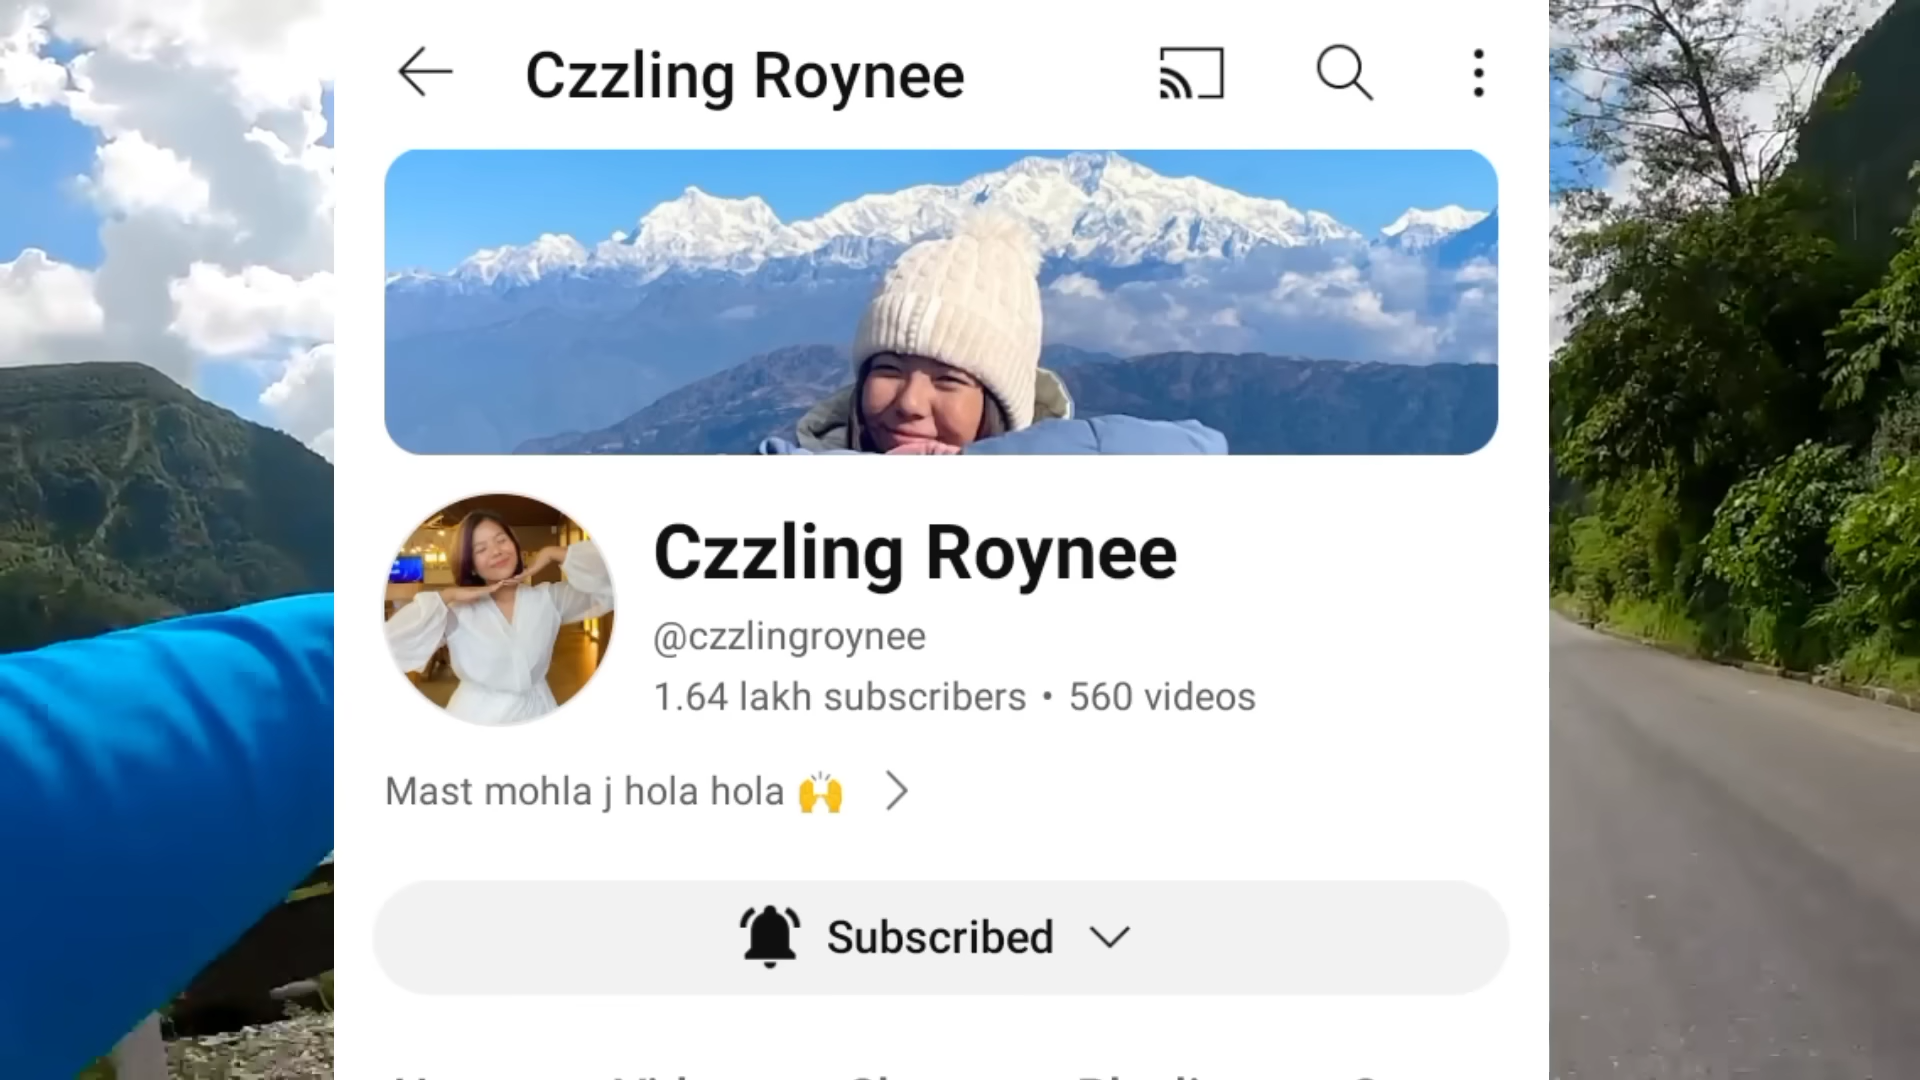 Czzling Roynee
Czzling Roynee
@czzlingroynee
1.64 lakh subscribers • 560 videos
Mast mohla j hola hola 🙌
Subscribed